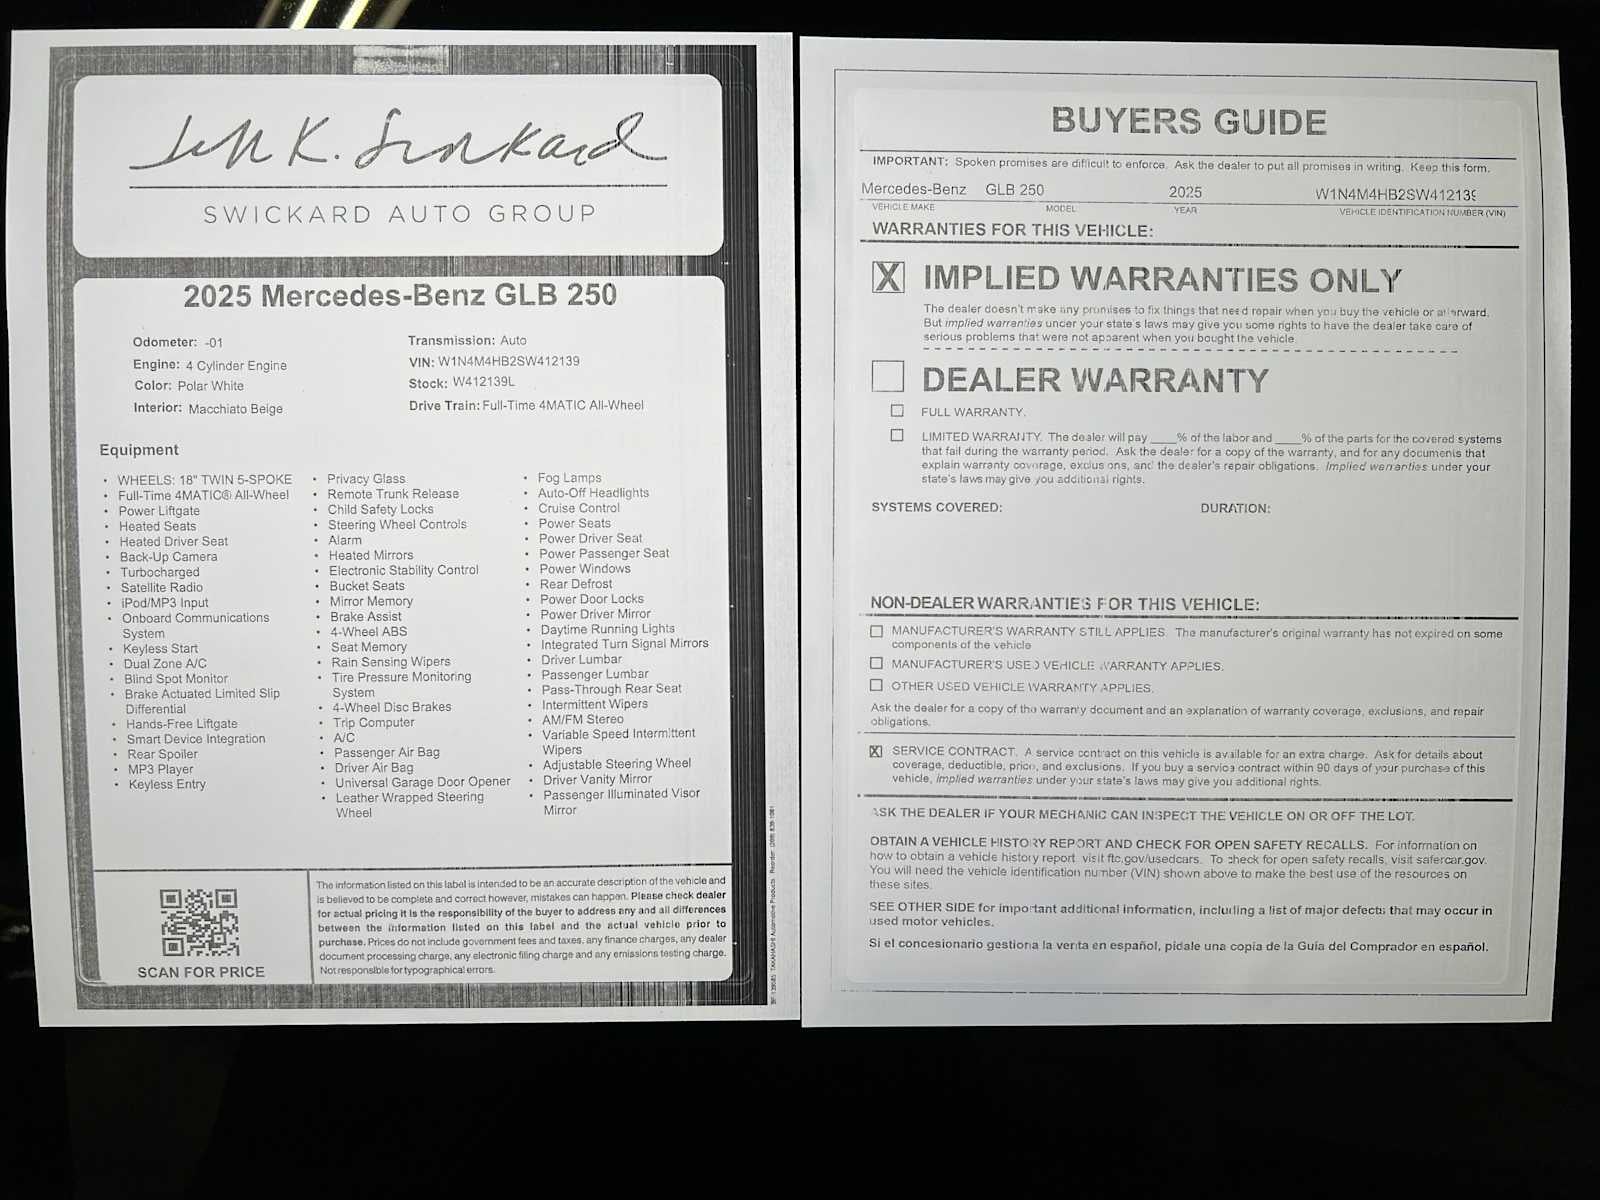 Jeff K. Swickard
SWICKARD AUTO GROUP
2025 Mercedes-Benz GLB 250
Odometer: -01
Engine: 4 Cylinder Engine
Color: Polar White
Interior: Macchiato Beige
Transmission: Auto
VIN: W1N4M4HB2SW412139
Stock: W412139L
Drive Train: Full-Time 4MATIC All-Wheel
Equipment
• WHEELS: 18" TWIN 5-SPOKE
• Full-Time 4MATIC® All-Wheel
• Power Liftgate
• Heated Seats
• Heated Driver Seat
• Back-Up Camera
• Turbocharged
• Satellite Radio
• iPod/MP3 Input
• Onboard Communications
System
• Keyless Start
• Dual Zone A/C
• Blind Spot Monitor
• Brake Actuated Limited Slip
Differential
• Hands-Free Liftgate
• Smart Device Integration
• Rear Spoiler
• MP3 Player
• Keyless Entry
• Privacy Glass
• Remote Trunk Release
• Child Safety Locks
• Steering Wheel Controls
• Alarm
• Heated Mirrors
• Electronic Stability Control
• Bucket Seats
• Mirror Memory
• Brake Assist
• 4-Wheel ABS
• Seat Memory
• Rain Sensing Wipers
• Tire Pressure Monitoring
System
• 4-Wheel Disc Brakes
• Trip Computer
• A/C
• Passenger Air Bag
• Driver Air Bag
• Universal Garage Door Opener
• Leather Wrapped Steering
Wheel
• Fog Lamps
• Auto-Off Headlights
• Cruise Control
• Power Seats
• Power Driver Seat
• Power Passenger Seat
• Power Windows
• Rear Defrost
• Power Door Locks
• Power Driver Mirror
• Daytime Running Lights
• Integrated Turn Signal Mirrors
• Driver Lumbar
• Passenger Lumbar
• Pass-Through Rear Seat
• Intermittent Wipers
• AM/FM Stereo
• Variable Speed Intermittent
Wipers
• Adjustable Steering Wheel
• Driver Vanity Mirror
• Passenger Illuminated Visor
Mirror
SCAN FOR PRICE
The information listed on this label is intended to be an accurate description of the vehicle and
is believed to be complete and correct however, mistakes can happen. Please check dealer
for actual pricing it is the responsibility of the buyer to address any and all differences
between the information listed on this label and the actual vehicle prior to
purchase. Prices do not include government fees and taxes, any finance charges, any dealer
document processing charge, any electronic filing charge and any emissions testing charge.
Not responsible for typographical errors.
TAKAHASHI Automotive Products Reorder:
BUYERS GUIDE
IMPORTANT: Spoken promises are difficult to enforce. Ask the dealer to put all promises in writing. Keep this form.
Mercedes-Benz GLB 250 2025 W1N4M4HB2SW412139
VEHICLE MAKE MODEL YEAR VEHICLE IDENTIFICATION NUMBER (VIN)
WARRANTIES FOR THIS VEHICLE:
X IMPLIED WARRANTIES ONLY
The dealer doesn't make any promises to fix things that need repair when you buy the vehicle or afterward.
But implied warranties under your state's laws may give you some rights to have the dealer take care of
serious problems that were not apparent when you bought the vehicle.
DEALER WARRANTY
FULL WARRANTY.
LIMITED WARRANTY. The dealer will pay ____% of the labor and ____% of the parts for the covered systems
that fail during the warranty period. Ask the dealer for a copy of the warranty, and for any documents that
explain warranty coverage, exclusions, and the dealer's repair obligations. Implied warranties under your
state's laws may give you additional rights.
SYSTEMS COVERED: DURATION:
NON-DEALER WARRANTIES FOR THIS VEHICLE:
MANUFACTURER'S WARRANTY STILL APPLIES. The manufacturer's original warranty has not expired on some
components of the vehicle
MANUFACTURER'S USED VEHICLE WARRANTY APPLIES.
OTHER USED VEHICLE WARRANTY APPLIES.
Ask the dealer for a copy of the warranty document and an explanation of warranty coverage, exclusions, and repair
obligations.
X SERVICE CONTRACT. A service contract on this vehicle is available for an extra charge. Ask for details about
coverage, deductible, price, and exclusions. If you buy a service contract within 90 days of your purchase of this
vehicle, implied warranties under your state's laws may give you additional rights.
ASK THE DEALER IF YOUR MECHANIC CAN INSPECT THE VEHICLE ON OR OFF THE LOT.
OBTAIN A VEHICLE HISTORY REPORT AND CHECK FOR OPEN SAFETY RECALLS. For information on
how to obtain a vehicle history report, visit ftc.gov/usedcars. To check for open safety recalls, visit safercar.gov.
You will need the vehicle identification number (VIN) shown above to make the best use of the resources on
these sites.
SEE OTHER SIDE for important additional information, including a list of major defects that may occur in
used motor vehicles.
Si el concesionario gestiona la venta en español, pídale una copia de la Guía del Comprador en español.